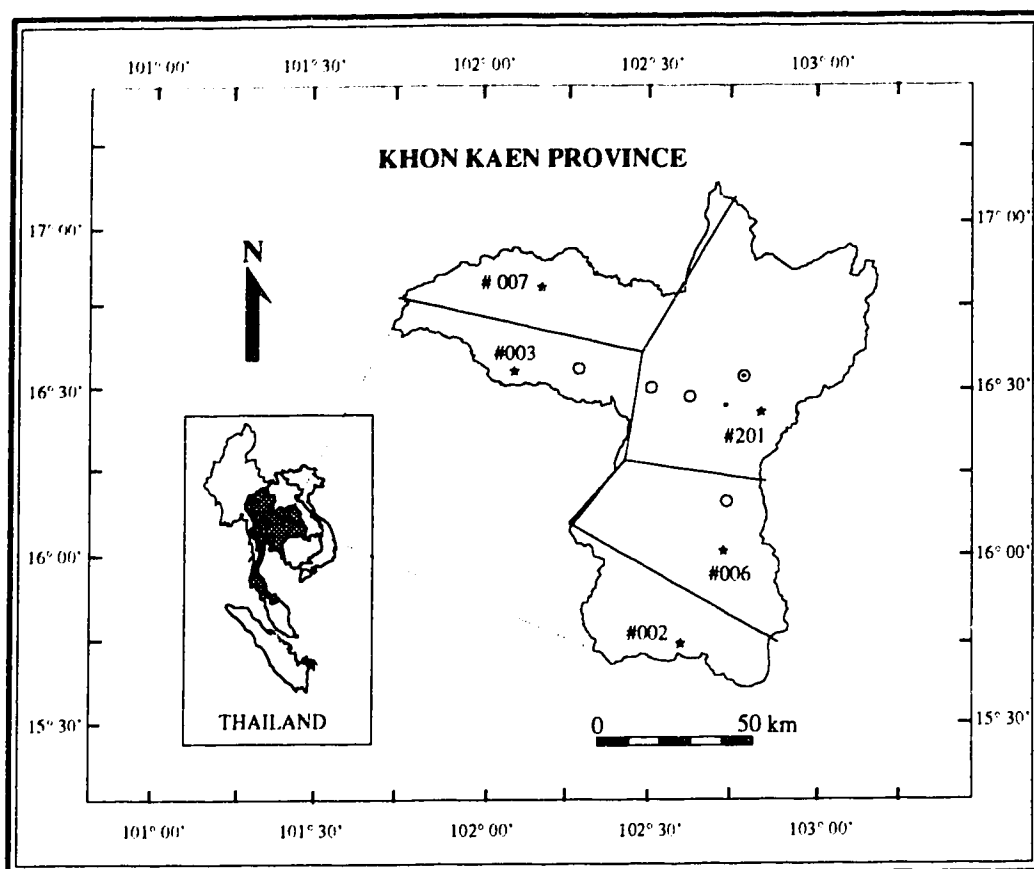 101° 00' 101° 30' 102° 00' 102° 30' 103° 00'
KHON KAEN PROVINCE
17° 00' 17° 00'
N
# 007
#003
16° 30' 16° 30'
#201
16° 00' 16° 00'
#006
#002
THAILAND
0 50 km
15° 30' 15° 30'
101° 00' 101° 30' 102° 00' 102° 30' 103° 00'